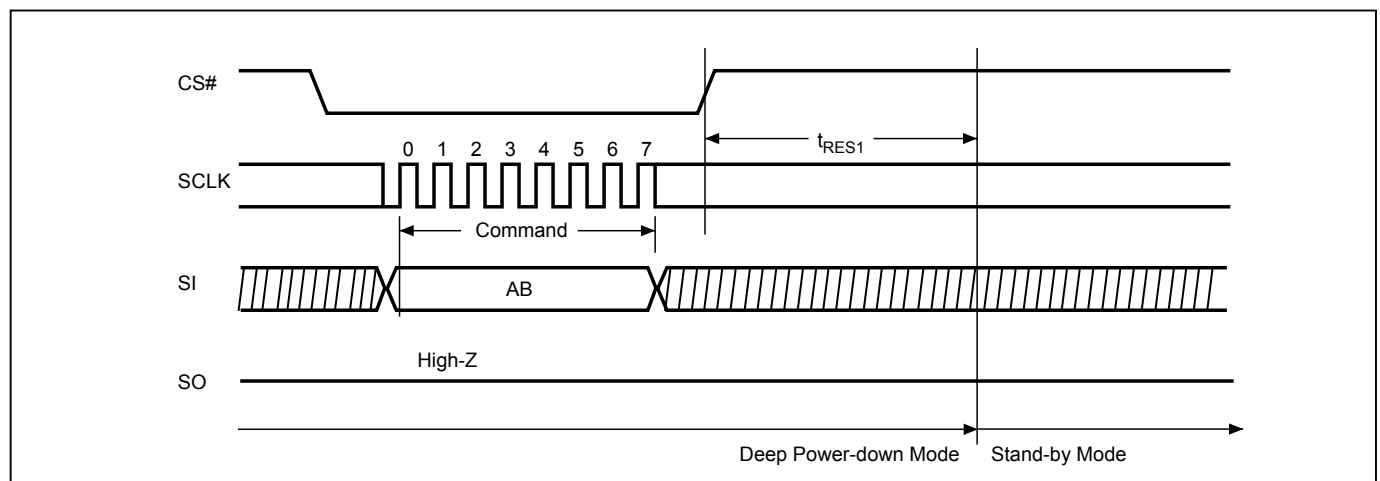 CS#
t_RES1
0 1 2 3 4 5 6 7
SCLK
Command
SI
AB
High-Z
SO
Deep Power-down Mode Stand-by Mode